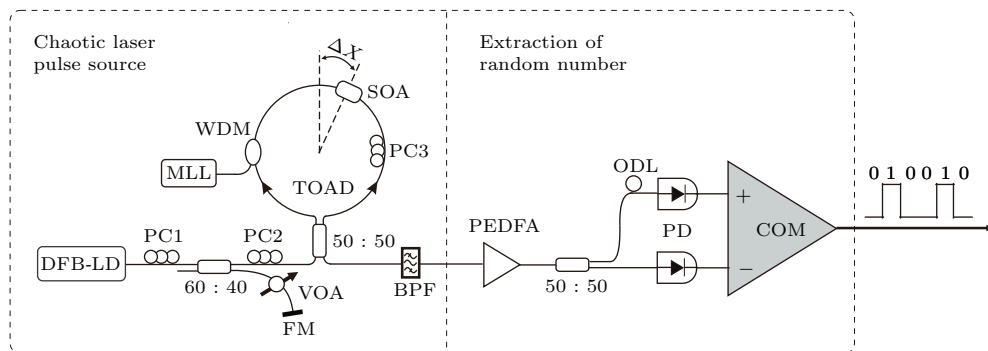 Chaotic laser
pulse source
Extraction of
random number
ΔX
SOA
WDM
MLL
PC3
TOAD
ODL
0 1 0 0 1 0
+
PEDFA
PD
COM
PC1
PC2
50 : 50
DFB-LD
−
60 : 40
VOA
BPF
50 : 50
FM